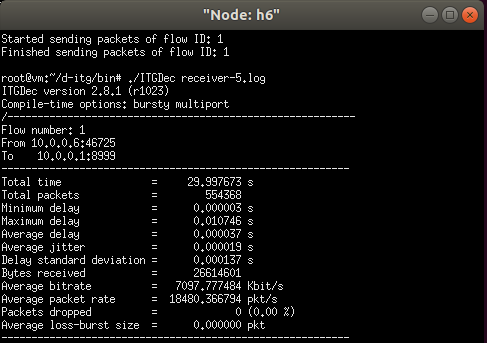 "Node: h6"
Started sending packets of flow ID: 1
Finished sending packets of flow ID: 1
root@vm:~/d-itg/bin# ./ITGDec receiver-5.log
ITGDec version 2.8.1 (r1023)
Compile-time options: bursty multiport
/----------------------------------------------------------
Flow number: 1
From 10.0.0.6:46725
To    10.0.0.1:8999
----------------------------------------------------------
Total time               =     29.997673 s
Total packets            =        554368
Minimum delay            =      0.000003 s
Maximum delay            =      0.010746 s
Average delay            =      0.000037 s
Average jitter           =      0.000019 s
Delay standard deviation =      0.000137 s
Bytes received           =      26614601
Average bitrate          =   7097.777484 Kbit/s
Average packet rate      =  18480.366794 pkt/s
Packets dropped          =             0 (0.00 %)
Average loss-burst size  =      0.000000 pkt
----------------------------------------------------------